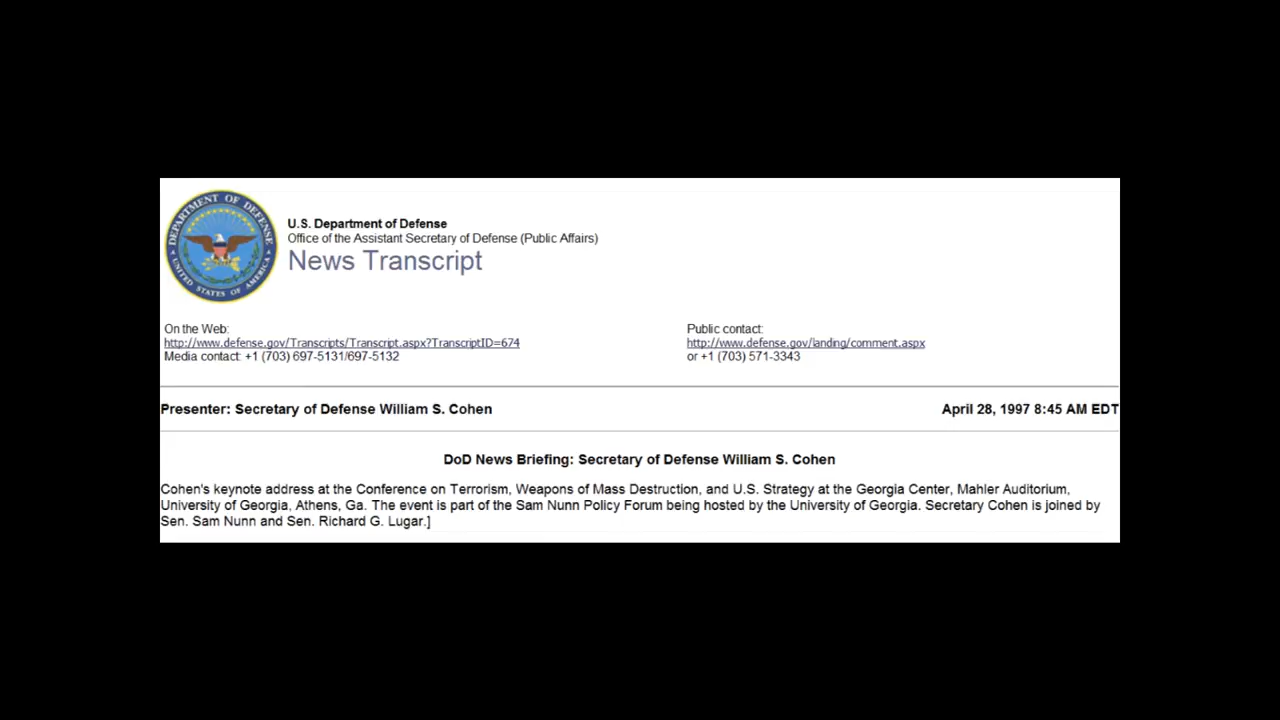 DEPARTMENT OF DEFENSE
UNITED STATES OF AMERICA
U.S. Department of Defense
Office of the Assistant Secretary of Defense (Public Affairs)
News Transcript
On the Web:
http://www.defense.gov/Transcripts/Transcript.aspx?TranscriptID=674
Media contact: +1 (703) 697-5131/697-5132
Public contact:
http://www.defense.gov/landing/comment.aspx
or +1 (703) 571-3343
Presenter: Secretary of Defense William S. Cohen
April 28, 1997 8:45 AM EDT
DoD News Briefing: Secretary of Defense William S. Cohen
Cohen's keynote address at the Conference on Terrorism, Weapons of Mass Destruction, and U.S. Strategy at the Georgia Center, Mahler Auditorium,
University of Georgia, Athens, Ga. The event is part of the Sam Nunn Policy Forum being hosted by the University of Georgia. Secretary Cohen is joined by
Sen. Sam Nunn and Sen. Richard G. Lugar.]